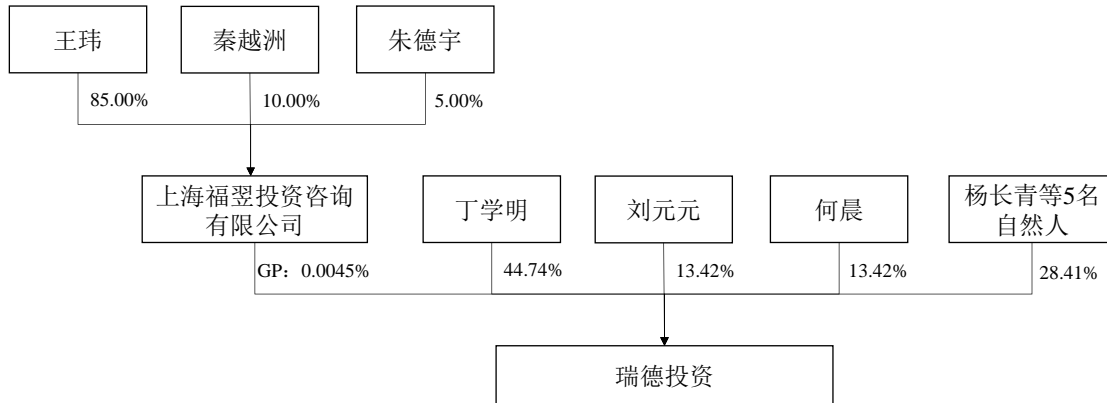 王玮
秦越洲
朱德宇
85.00%
10.00%
5.00%
上海福翌投资咨询
有限公司
丁学明
刘元元
何晨
杨长青等5名
自然人
GP：0.0045%
44.74%
13.42%
13.42%
28.41%
瑞德投资